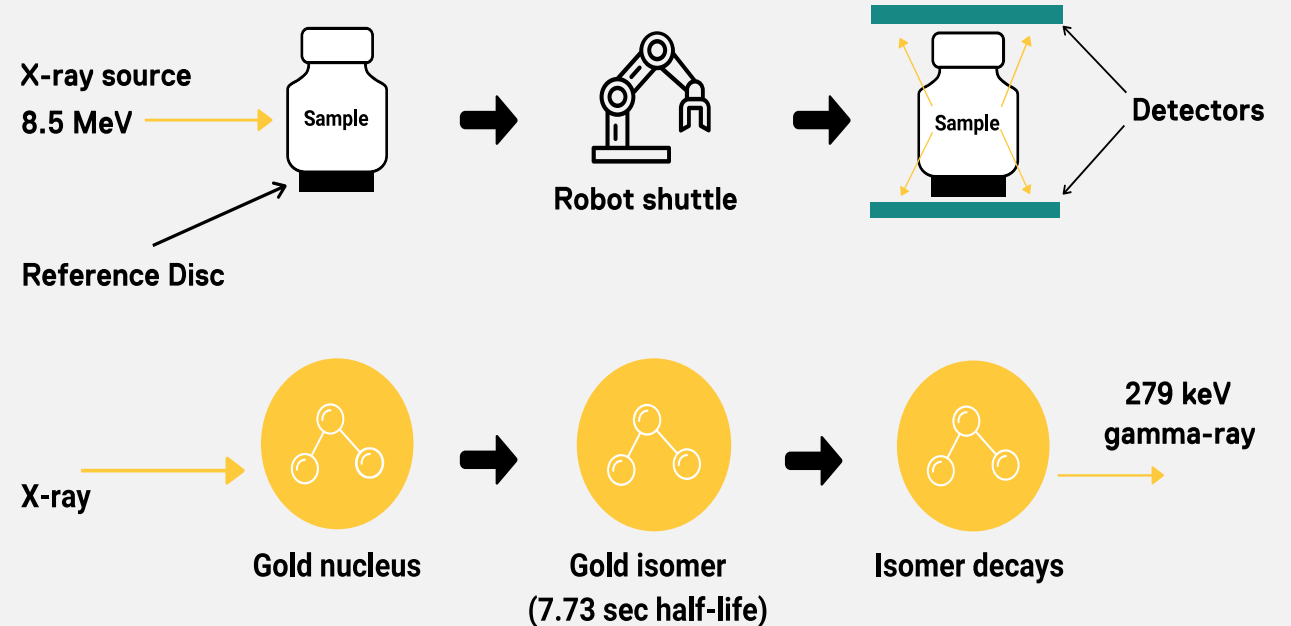 X-ray source
8.5 MeV
Sample
Reference Disc
Robot shuttle
Sample
Detectors
X-ray
Gold nucleus
Gold isomer
(7.73 sec half-life)
Isomer decays
279 keV
gamma-ray